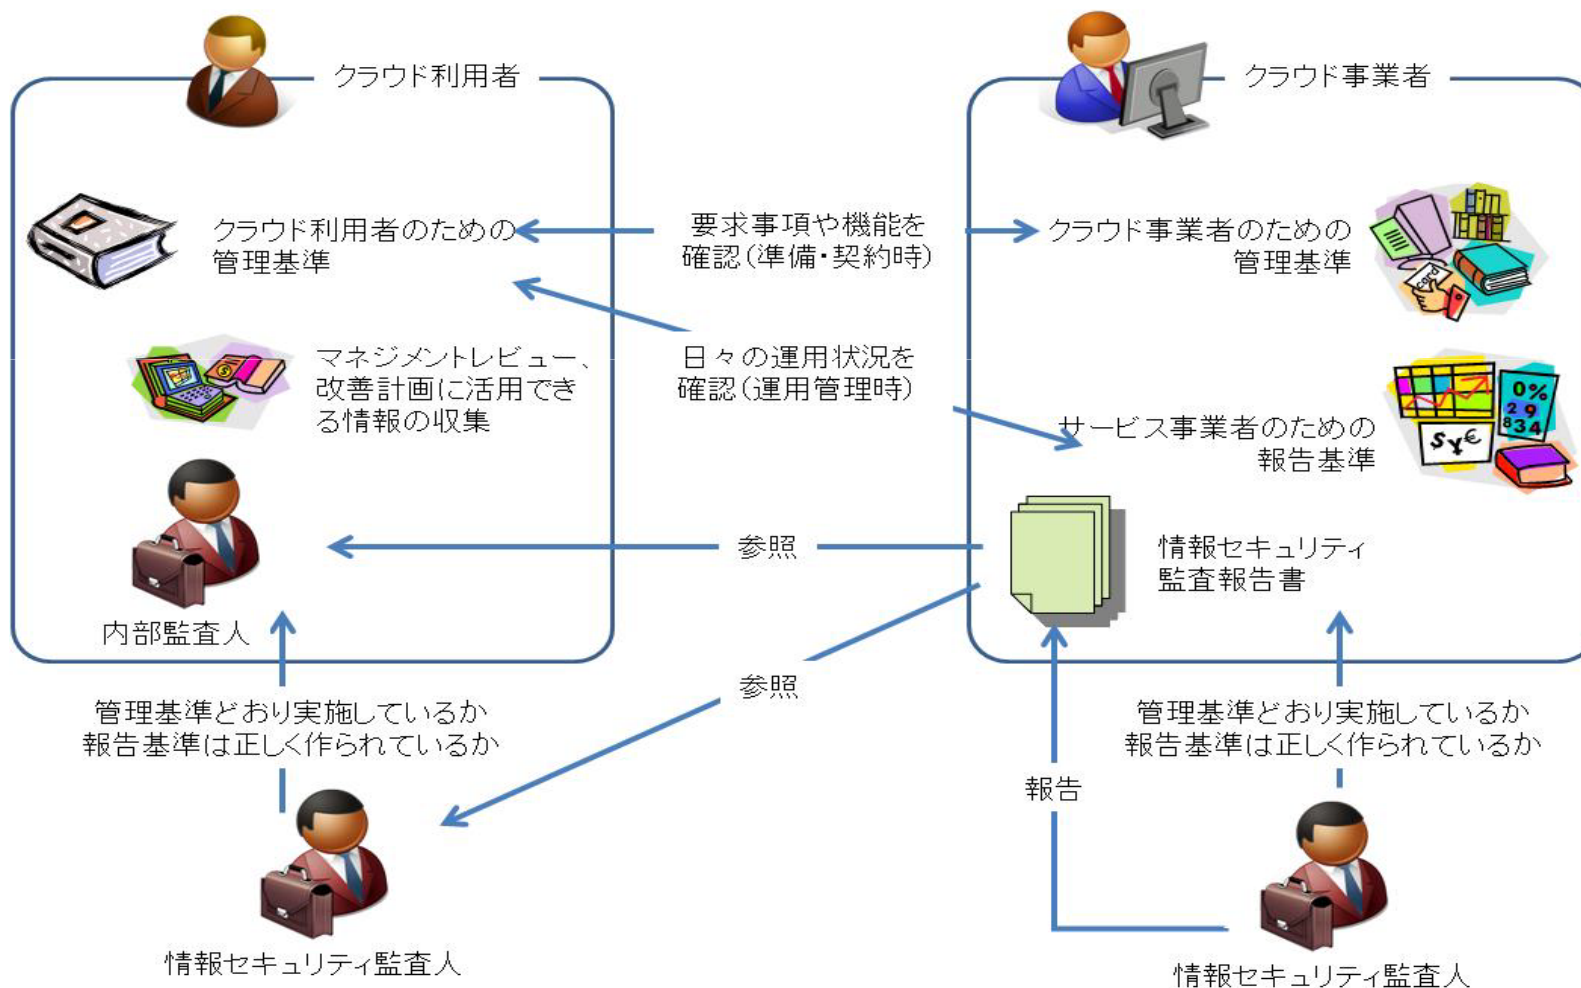 クラウド利用者
クラウド事業者
クラウド利用者のための
管理基準
要求事項や機能を
確認(準備・契約時)
クラウド事業者のための
管理基準
マネジメントレビュー、
改善計画に活用でき
る情報の収集
日々の運用状況を
確認(運用管理時)
サービス事業者のための
報告基準
0%
2 9
834
$¥€
card
参照
情報セキュリティ
監査報告書
内部監査人
参照
管理基準どおり実施しているか
報告基準は正しく作られているか
管理基準どおり実施しているか
報告基準は正しく作られているか
報告
情報セキュリティ監査人
情報セキュリティ監査人